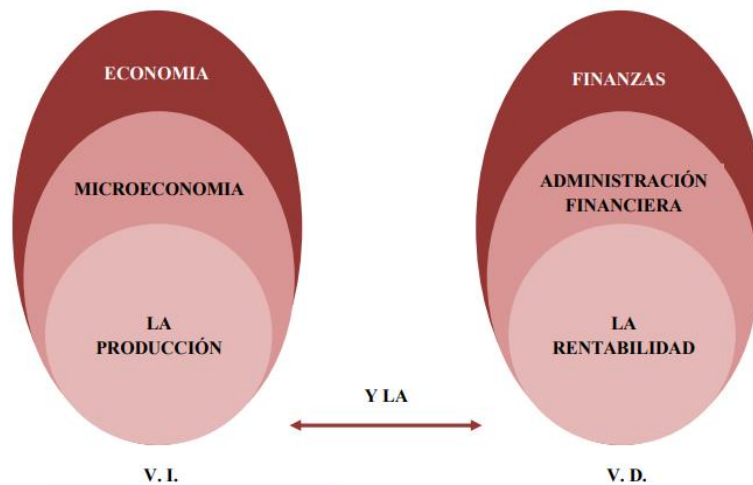 ECONOMIA
MICROECONOMIA
LA
PRODUCCIÓN
V. I.
Y LA
FINANZAS
ADMINISTRACIÓN
FINANCIERA
LA
RENTABILIDAD
V. D.